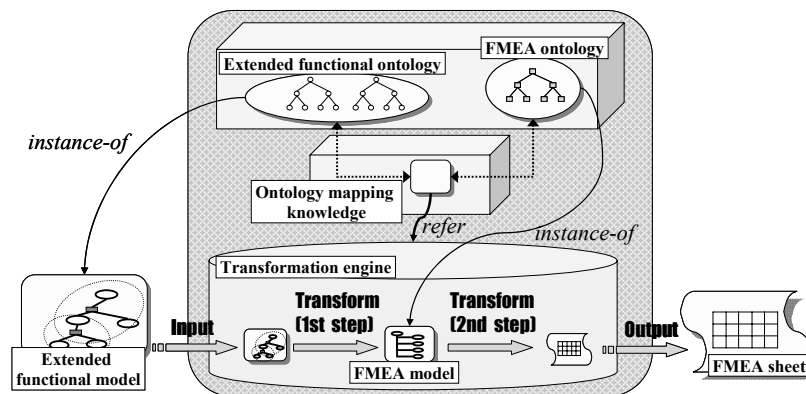 FMEA ontology
Extended functional ontology
instance-of
Ontology mapping
knowledge
refer
instance-of
Transformation engine
Transform
(1st step)
Transform
(2nd step)
Input
Output
Extended
functional model
FMEA model
FMEA sheet